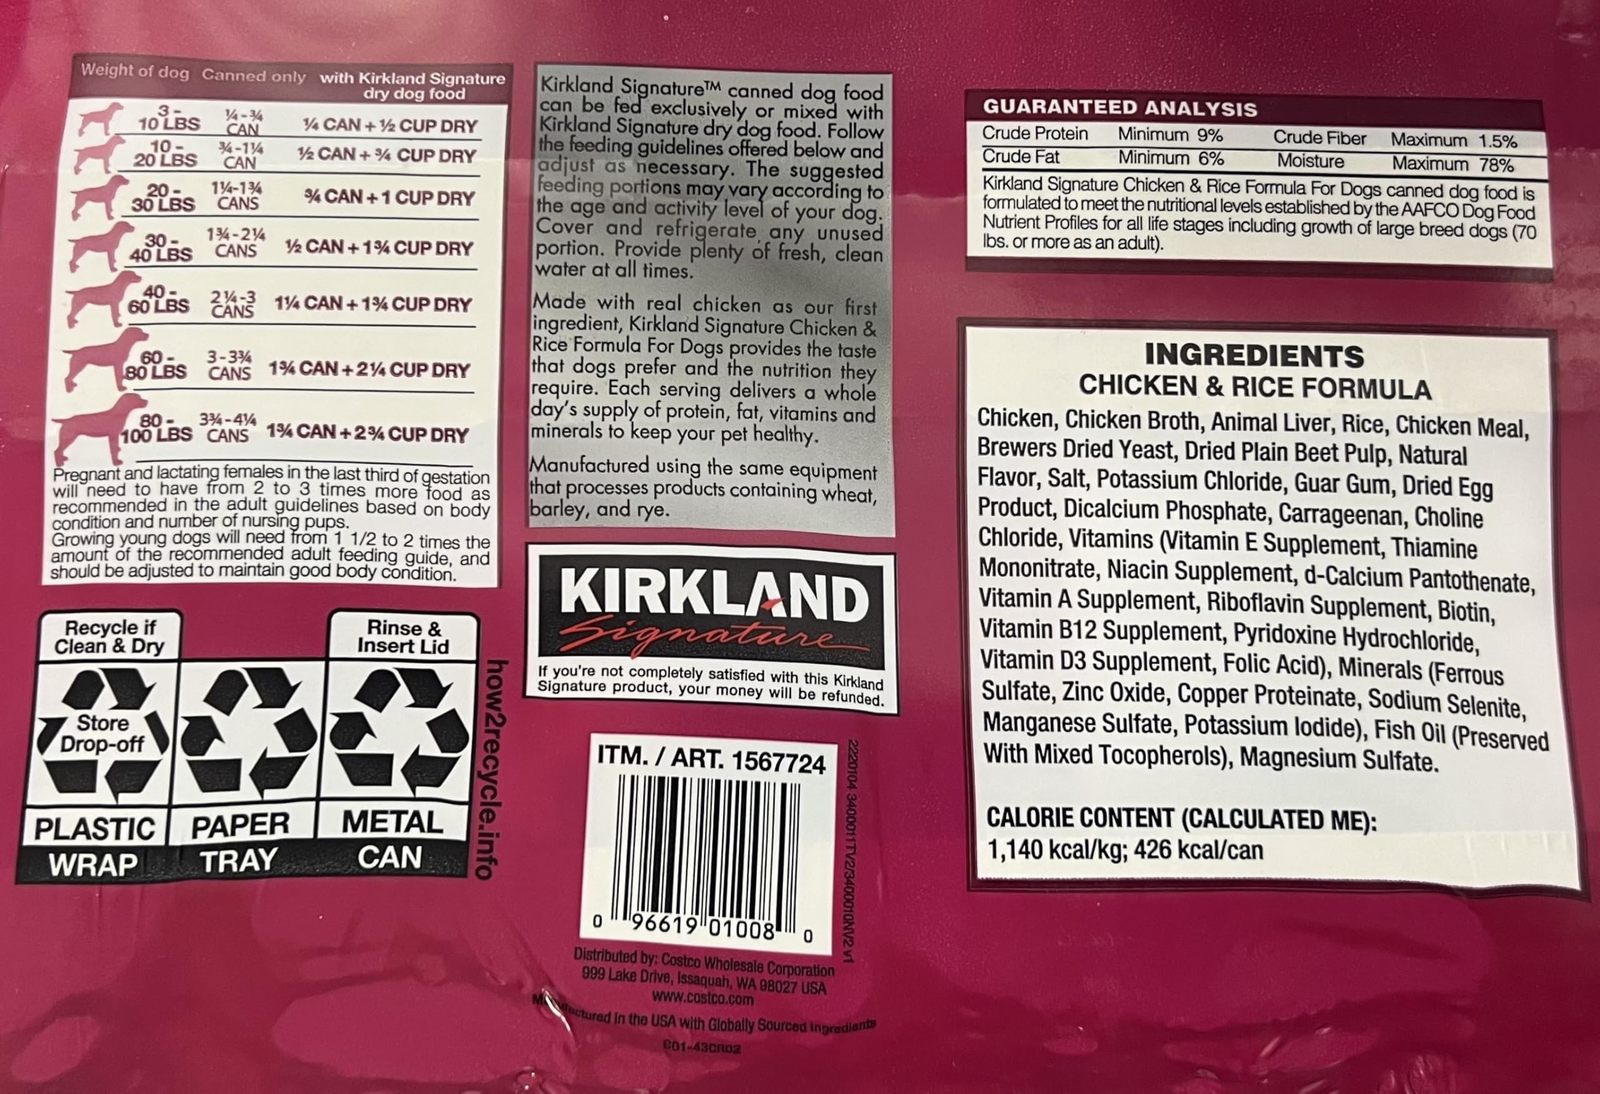 Weight of dog Canned only with Kirkland Signature
dry dog food
3 -
10 LBS
¼ - ¾
CAN
¼ CAN + ½ CUP DRY
10 -
20 LBS
¾ -1¼
CAN
½ CAN + ¾ CUP DRY
20 -
30 LBS
1¼-1¾
CANS
¾ CAN + 1 CUP DRY
30 -
40 LBS
1¾ -2¼
CANS
½ CAN + 1¾ CUP DRY
40 -
60 LBS
2¼-3
CANS
1¼ CAN + 1¾ CUP DRY
60 -
80 LBS
3-3¾
CANS
1¾ CAN + 2¼ CUP DRY
80 -
100 LBS
3¾-4¼
CANS
1¾ CAN + 2¾ CUP DRY
Pregnant and lactating females in the last third of gestation
will need to have from 2 to 3 times more food as
recommended in the adult guidelines based on body
condition and number of nursing pups.
Growing young dogs will need from 1 1/2 to 2 times the
amount of the recommended adult feeding guide, and
should be adjusted to maintain good body condition.
Recycle if
Clean & Dry
Store
Drop-off
PLASTIC
WRAP
PAPER
TRAY
Rinse &
Insert Lid
METAL
CAN
how2recycle.info
Kirkland Signature™ canned dog food
can be fed exclusively or mixed with
Kirkland Signature dry dog food. Follow
the feeding guidelines offered below and
adjust as necessary. The suggested
feeding portions may vary according to
the age and activity level of your dog.
Cover and refrigerate any unused
portion. Provide plenty of fresh, clean
water at all times.
Made with real chicken as our first
ingredient, Kirkland Signature Chicken &
Rice Formula For Dogs provides the taste
that dogs prefer and the nutrition they
require. Each serving delivers a whole
day's supply of protein, fat, vitamins and
minerals to keep your pet healthy.
Manufactured using the same equipment
that processes products containing wheat,
barley, and rye.
KIRKLAND
Signature
If you're not completely satisfied with this Kirkland
Signature product, your money will be refunded.
ITM. / ART. 1567724
0 96619 01008 0
2220104 3400011TV2/3400010NV2 v1
Distributed by: Costco Wholesale Corporation
999 Lake Drive, Issaquah, WA 98027 USA
www.costco.com
Manufactured in the USA with Globally Sourced Ingredients
C01-43CR02
GUARANTEED ANALYSIS
Crude Protein Minimum 9% Crude Fiber Maximum 1.5%
Crude Fat Minimum 6% Moisture Maximum 78%
Kirkland Signature Chicken & Rice Formula For Dogs canned dog food is
formulated to meet the nutritional levels established by the AAFCO Dog Food
Nutrient Profiles for all life stages including growth of large breed dogs (70
lbs. or more as an adult).
INGREDIENTS
CHICKEN & RICE FORMULA
Chicken, Chicken Broth, Animal Liver, Rice, Chicken Meal,
Brewers Dried Yeast, Dried Plain Beet Pulp, Natural
Flavor, Salt, Potassium Chloride, Guar Gum, Dried Egg
Product, Dicalcium Phosphate, Carrageenan, Choline
Chloride, Vitamins (Vitamin E Supplement, Thiamine
Mononitrate, Niacin Supplement, d-Calcium Pantothenate,
Vitamin A Supplement, Riboflavin Supplement, Biotin,
Vitamin B12 Supplement, Pyridoxine Hydrochloride,
Vitamin D3 Supplement, Folic Acid), Minerals (Ferrous
Sulfate, Zinc Oxide, Copper Proteinate, Sodium Selenite,
Manganese Sulfate, Potassium Iodide), Fish Oil (Preserved
With Mixed Tocopherols), Magnesium Sulfate.
CALORIE CONTENT (CALCULATED ME):
1,140 kcal/kg; 426 kcal/can